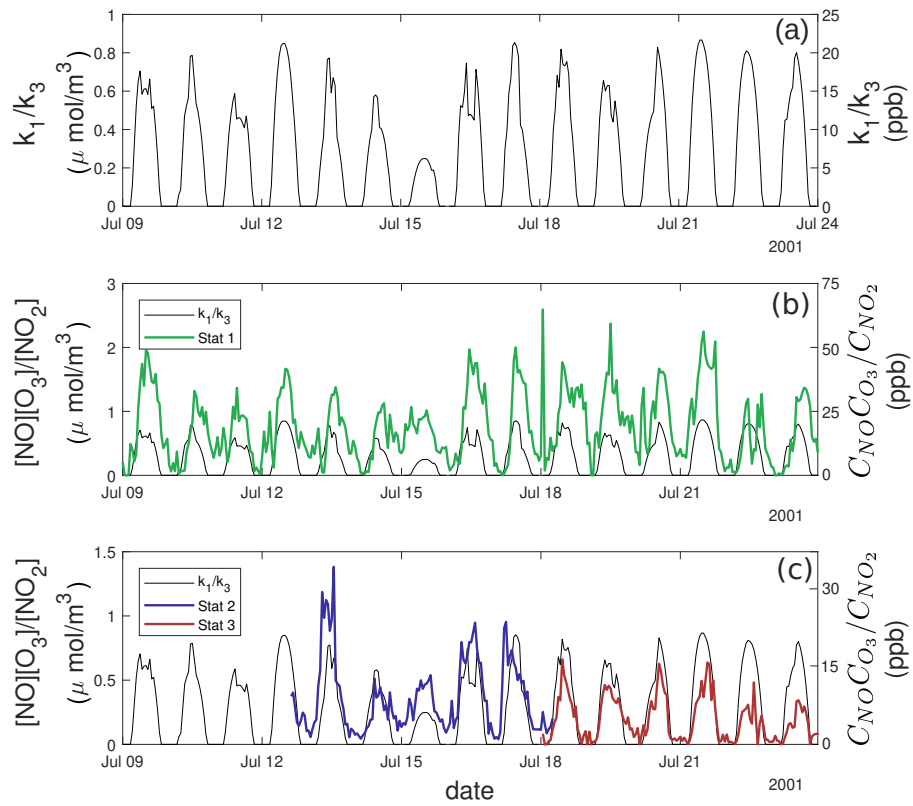 (a)
k1/k3
(μ mol/m3)
1
0.8
0.6
0.4
0.2
0
25
20
15
10
5
0
k1/k3
(ppb)
Jul 09
Jul 12
Jul 15
Jul 18
Jul 21
Jul 24
2001
(b)
[NO][O3]/[NO2]
(μ mol/m3)
3
2
1
0
k1/k3
Stat 1
75
50
25
0
CNOCO3/CNO2
(ppb)
Jul 09
Jul 12
Jul 15
Jul 18
Jul 21
2001
(c)
[NO][O3]/[NO2]
(μ mol/m3)
1.5
1
0.5
0
k1/k3
Stat 2
Stat 3
30
15
0
CNOCO3/CNO2
(ppb)
Jul 09
Jul 12
Jul 15
Jul 18
Jul 21
2001
date